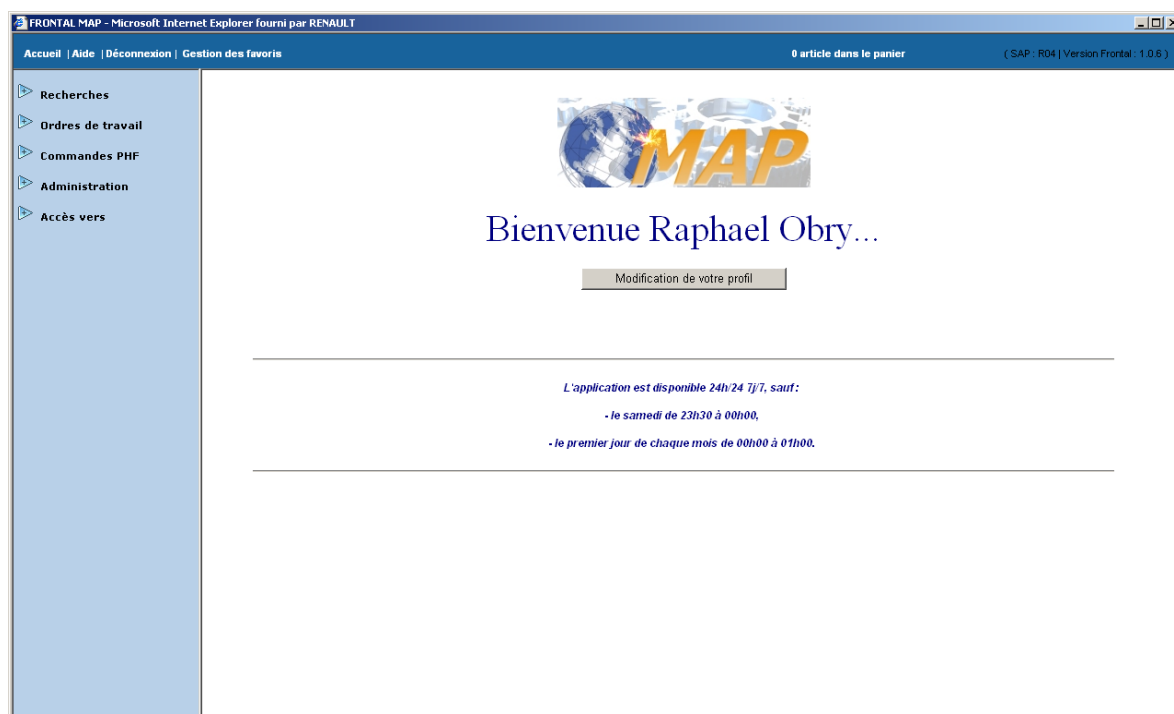 FRONTAL MAP - Microsoft Internet Explorer fourni par RENAULT
Accueil | Aide | Déconnexion | Gestion des favoris
0 article dans le panier
( SAP : R04 | Version Frontal : 1.0.6 )
Recherches
Ordres de travail
Commandes PHF
Administration
Accès vers
MAP
Bienvenue Raphael Obry...
Modification de votre profil
L'application est disponible 24h/24 7j/7, sauf :
- le samedi de 23h30 à 00h00,
- le premier jour de chaque mois de 00h00 à 01h00.